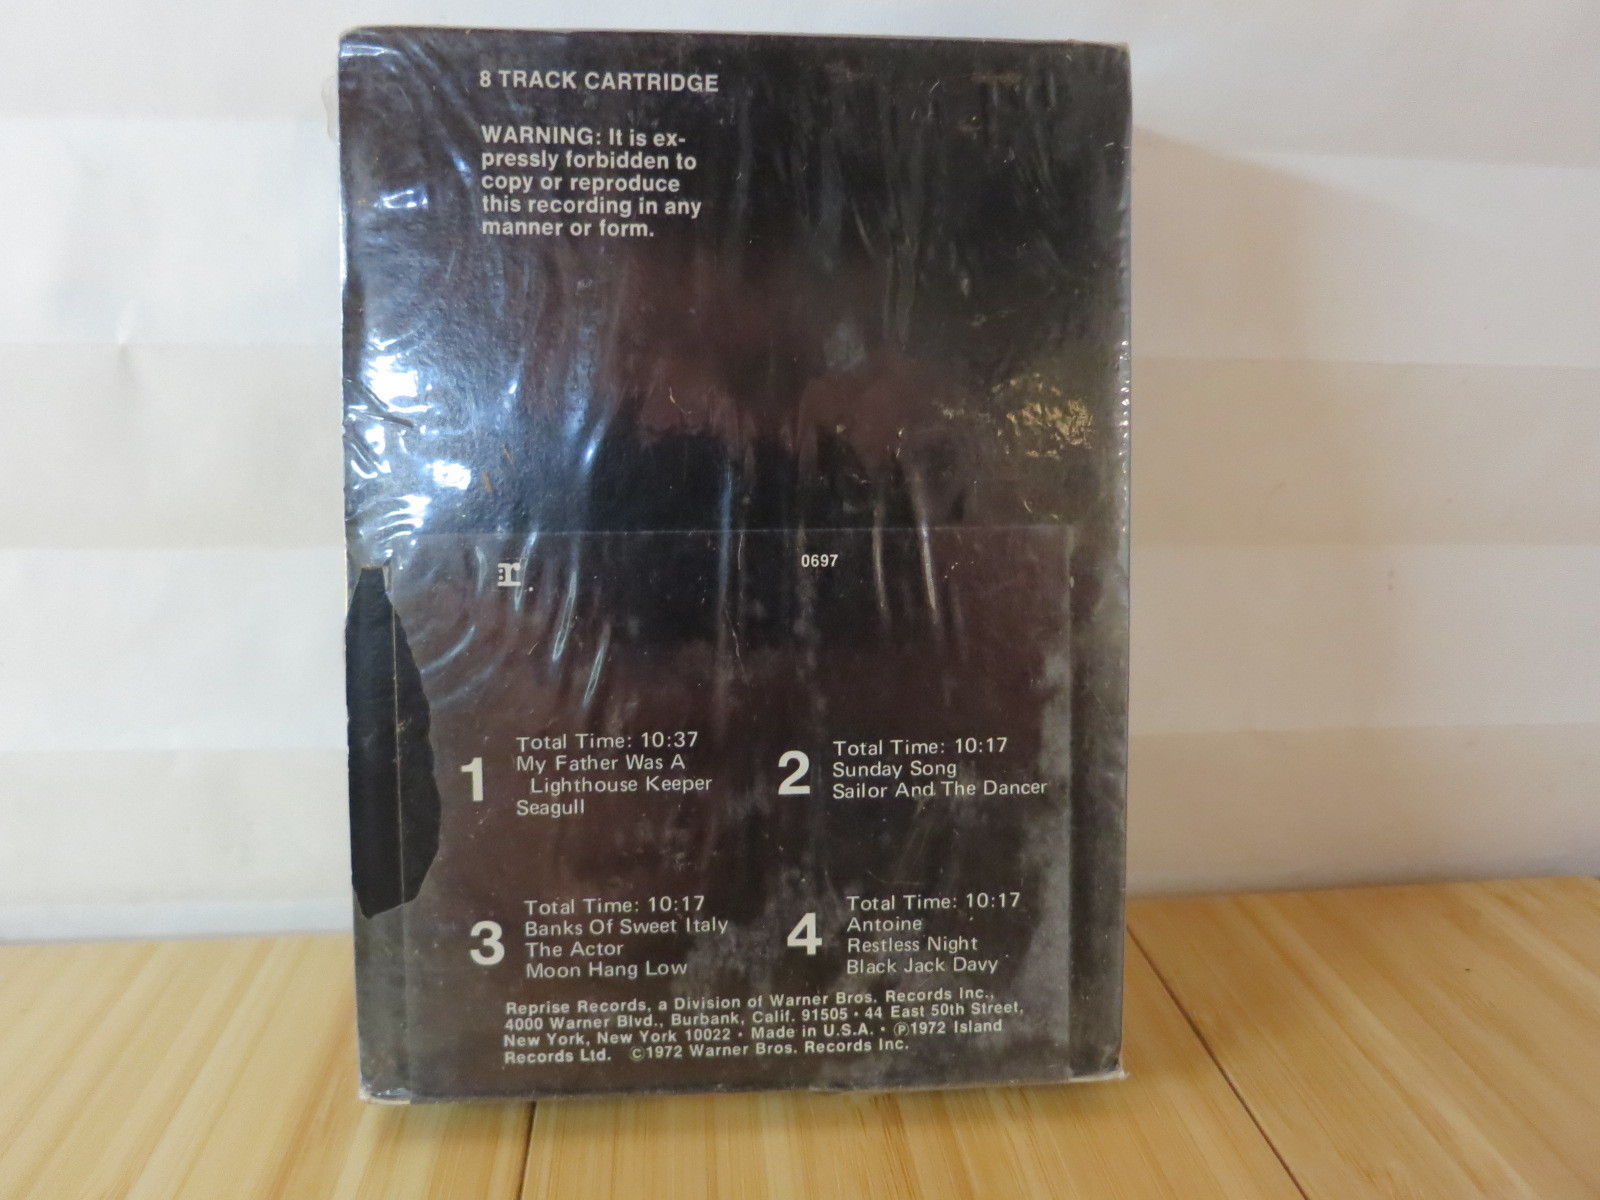 8 TRACK CARTRIDGE
WARNING: It is ex-
pressly forbidden to
copy or reproduce
this recording in any
manner or form.
:r.
0697
1
Total Time: 10:37
My Father Was A
Lighthouse Keeper
Seagull
2
Total Time: 10:17
Sunday Song
Sailor And The Dancer
3
Total Time: 10:17
Banks Of Sweet Italy
The Actor
Moon Hang Low
4
Total Time: 10:17
Antoine
Restless Night
Black Jack Davy
Reprise Records, a Division of Warner Bros. Records Inc.,
4000 Warner Blvd., Burbank, Calif. 91505 • 44 East 50th Street,
New York, New York 10022 • Made in U.S.A. • ℗1972 Island
Records Ltd. ©1972 Warner Bros. Records Inc.